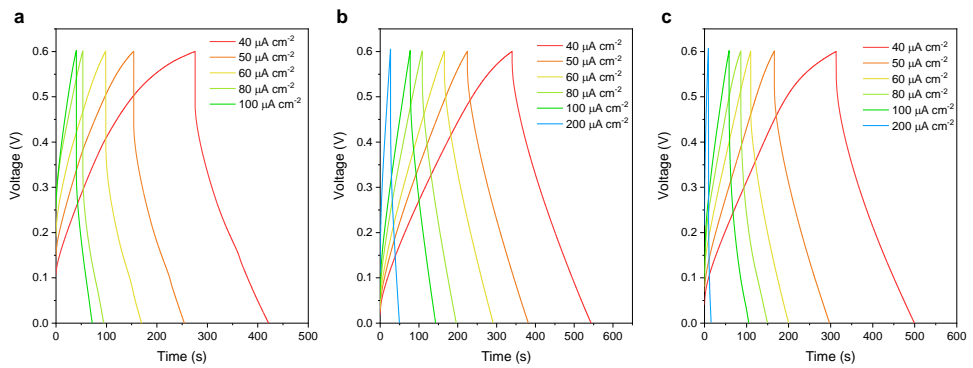 a
0.6
0.5
0.4
0.3
0.2
0.1
0.0
Voltage (V)
0 100 200 300 400 500
Time (s)
40 μA cm-2
50 μA cm-2
60 μA cm-2
80 μA cm-2
100 μA cm-2
b
0.6
0.5
0.4
0.3
0.2
0.1
0.0
Voltage (V)
0 100 200 300 400 500 600
Time (s)
40 μA cm-2
50 μA cm-2
60 μA cm-2
80 μA cm-2
100 μA cm-2
200 μA cm-2
c
0.6
0.5
0.4
0.3
0.2
0.1
0.0
Voltage (V)
0 100 200 300 400 500 600
Time (s)
40 μA cm-2
50 μA cm-2
60 μA cm-2
80 μA cm-2
100 μA cm-2
200 μA cm-2